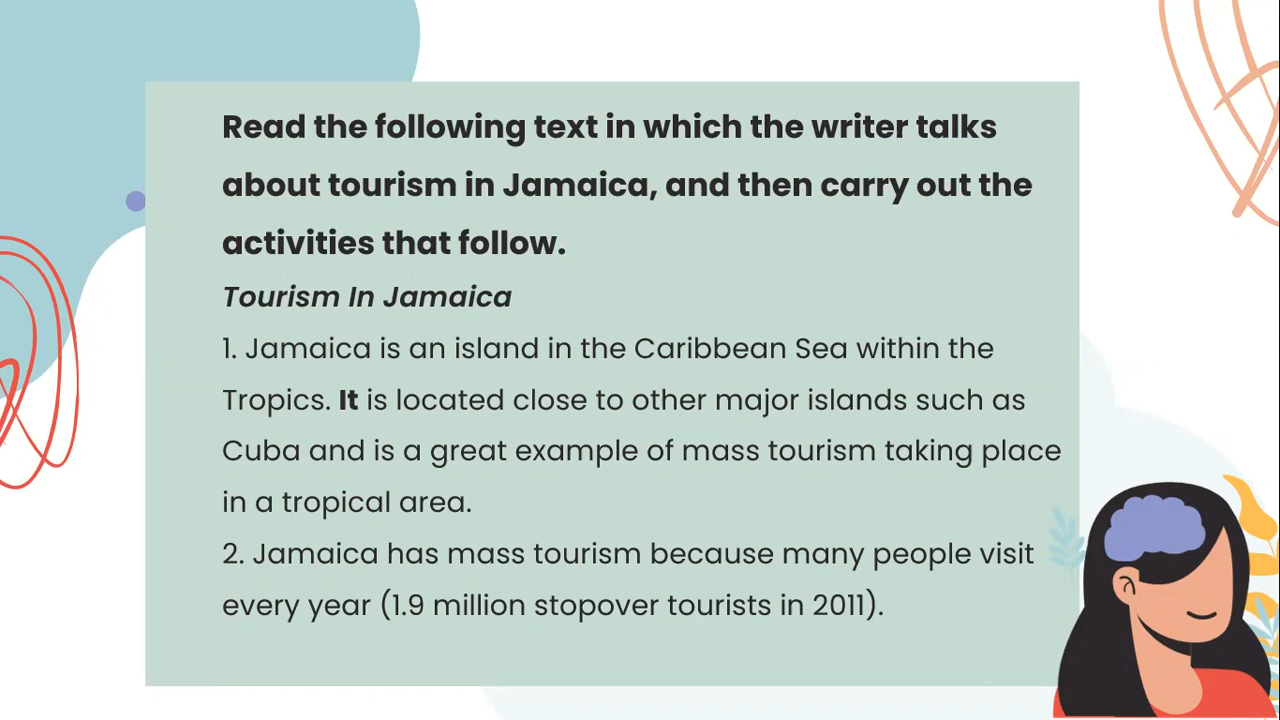 Read the following text in which the writer talks
about tourism in Jamaica, and then carry out the
activities that follow.
Tourism In Jamaica
1. Jamaica is an island in the Caribbean Sea within the
Tropics. It is located close to other major islands such as
Cuba and is a great example of mass tourism taking place
in a tropical area.
2. Jamaica has mass tourism because many people visit
every year (1.9 million stopover tourists in 2011).